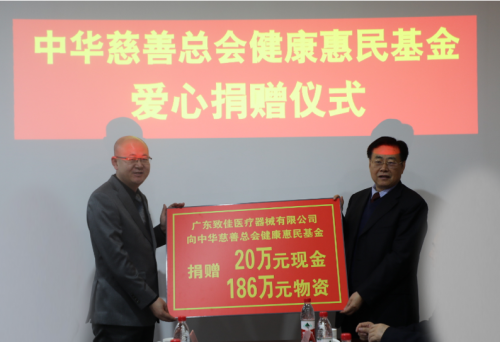 中华慈善总会健康惠民基金
爱心捐赠仪式
广东致佳医疗器械有限公司
向中华慈善总会健康惠民基金
捐赠 20万元现金
186万元物资